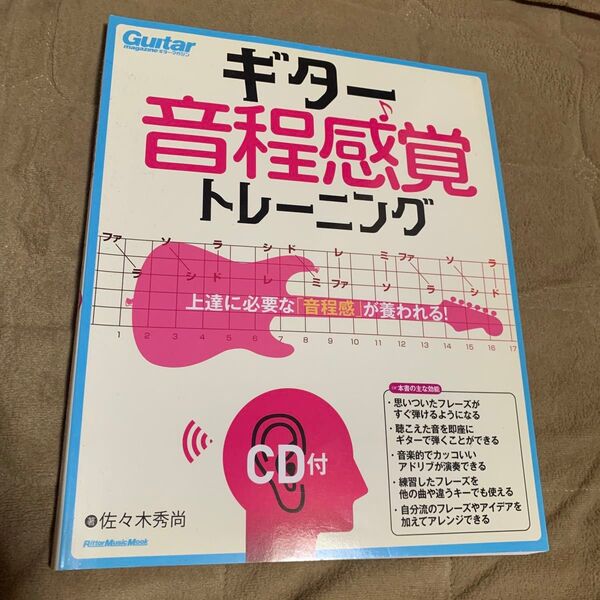 Guitar
magazine ギター・マガジン
ギター
音程感覚
トレーニング
ファ ソ ラ シ ド レ ミ ファ ソ ラ
ラ シ ド レ ミ ファ ソ ラ シ ド
上達に必要な「音程感」が養われる!
1 2 3 4 5 6 7 8 9 10 11 12 13 14 15 16 17
☞本書の主な効能
・思いついたフレーズが
すぐ弾けるようになる
・聴こえた音を即座に
ギターで弾くことができる
・音楽的でカッコいい
アドリブが演奏できる
・練習したフレーズを
他の曲や違うキーでも使える
・自分流のフレーズやアイデアを
加えてアレンジできる
CD付
著 佐々木秀尚
Rittor Music Mook